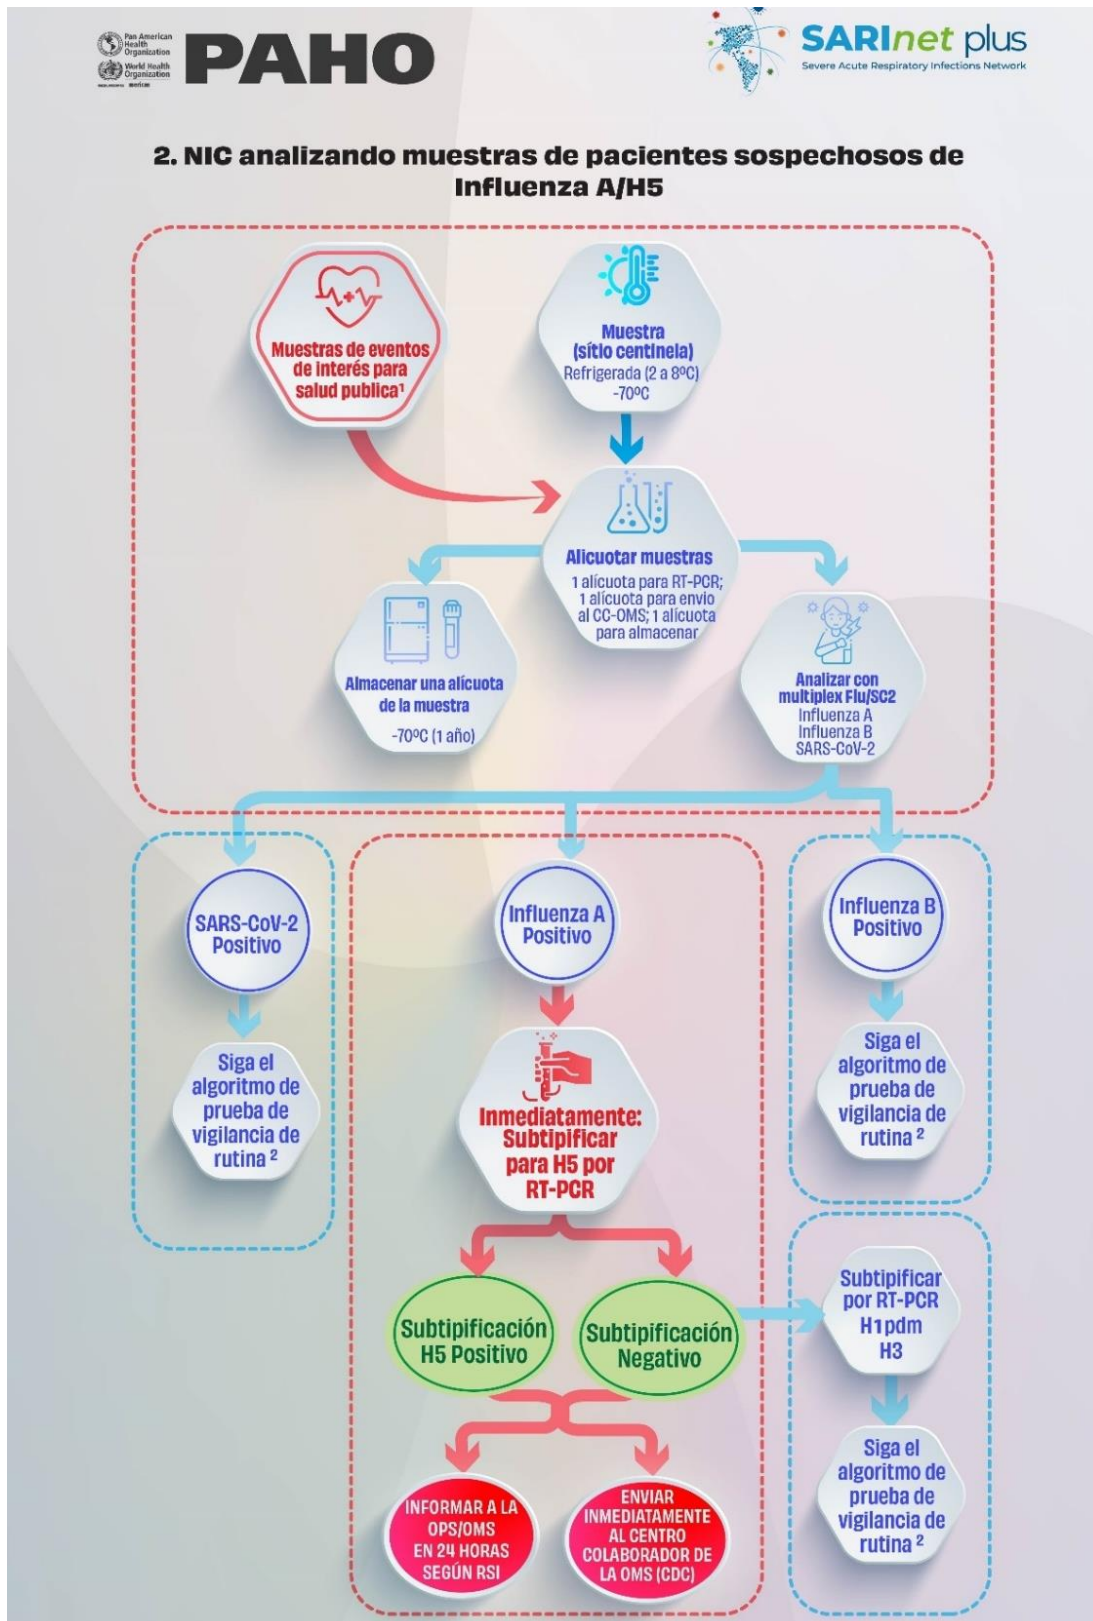 Pan American
Health
Organization
World Health
Organization
PAHO
SARInet plus
Severe Acute Respiratory Infections Network
2. NIC analizando muestras de pacientes sospechosos de
Influenza A/H5
Muestras de eventos
de interés para
salud publica¹
Muestra
(sítio centinela)
Refrigerada (2 a 8ºC)
-70ºC
Alicuotar muestras
1 alícuota para RT-PCR;
1 alícuota para envio
al CC-OMS; 1 alícuota
para almacenar
Almacenar una alícuota
de la muestra
-70ºC (1 año)
Analizar con
multiplex Flu/SC2
Influenza A
Influenza B
SARS-CoV-2
SARS-CoV-2
Positivo
Influenza A
Positivo
Influenza B
Positivo
Siga el
algoritmo de
prueba de
vigilancia de
rutina ²
Inmediatamente:
Subtipificar
para H5 por
RT-PCR
Siga el
algoritmo de
prueba de
vigilancia de
rutina ²
Subtipificación
H5 Positivo
Subtipificación
Negativo
Subtipificar
por RT-PCR
H1pdm
H3
INFORMAR A LA
OPS/OMS
EN 24 HORAS
SEGÚN RSI
ENVIAR
INMEDIATAMENTE
AL CENTRO
COLABORADOR DE
LA OMS (CDC)
Siga el
algoritmo de
prueba de
vigilancia de
rutina ²